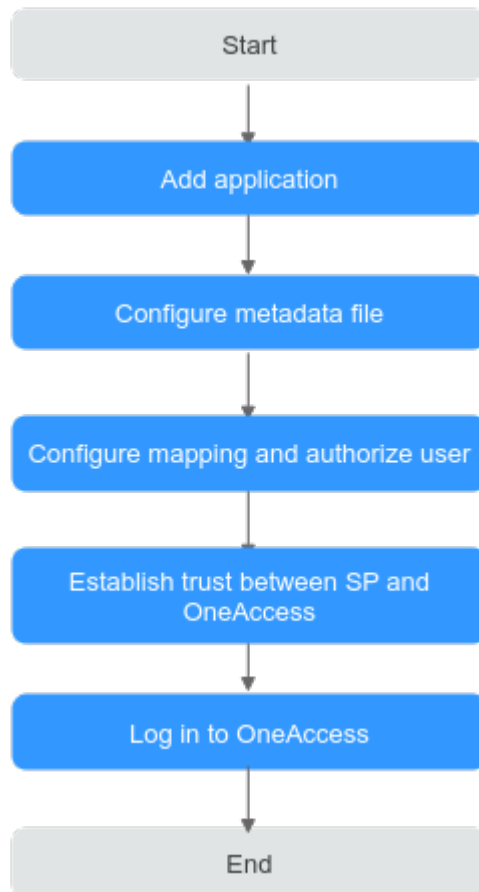 Start
Add application
Configure metadata file
Configure mapping and authorize user
Establish trust between SP and
OneAccess
Log in to OneAccess
End